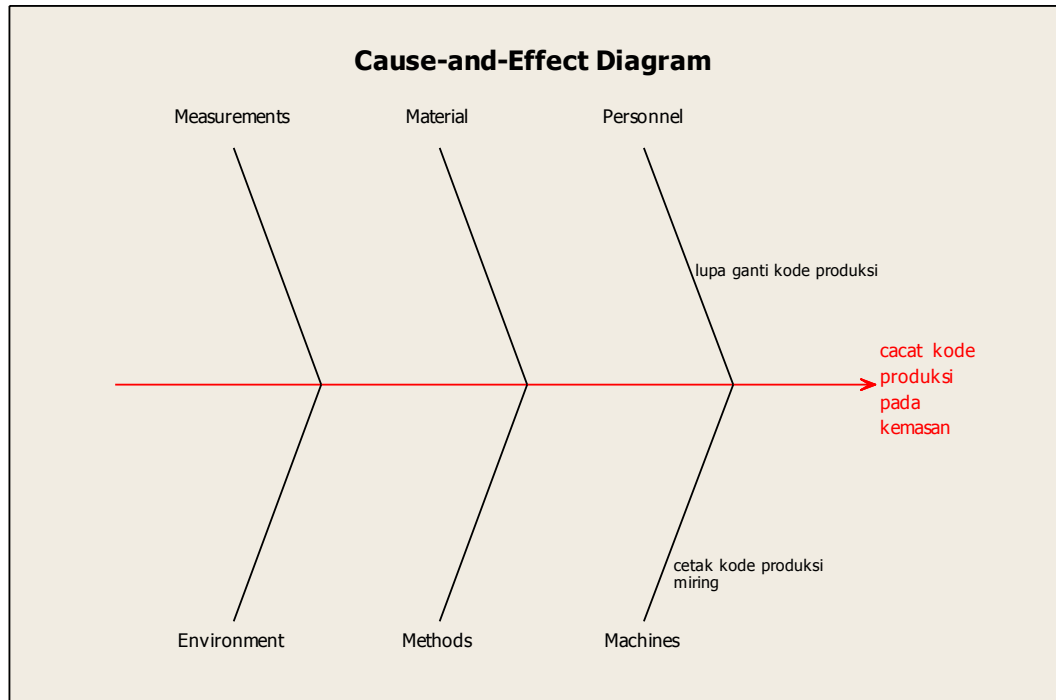 Cause-and-Effect Diagram
Measurements
Material
Personnel
lupa ganti kode produksi
cacat kode
produksi
pada
kemasan
cetak kode produksi
miring
Environment
Methods
Machines